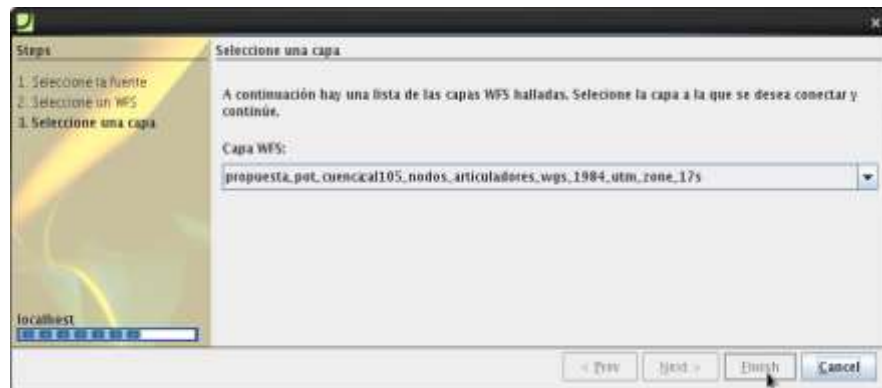 Steps
1. Seleccione la fuente
2. Seleccione un WFS
3. Seleccione una capa
localhost
Seleccione una capa
A continuación hay una lista de las capas WFS halladas. Selecione la capa a la que se desea conectar y
continúe.
Capa WFS:
propuesta_pot_cuenca:al105_nodos_articuladores_wgs_1984_utm_zone_17s
< Prev
Next >
Finish
Cancel